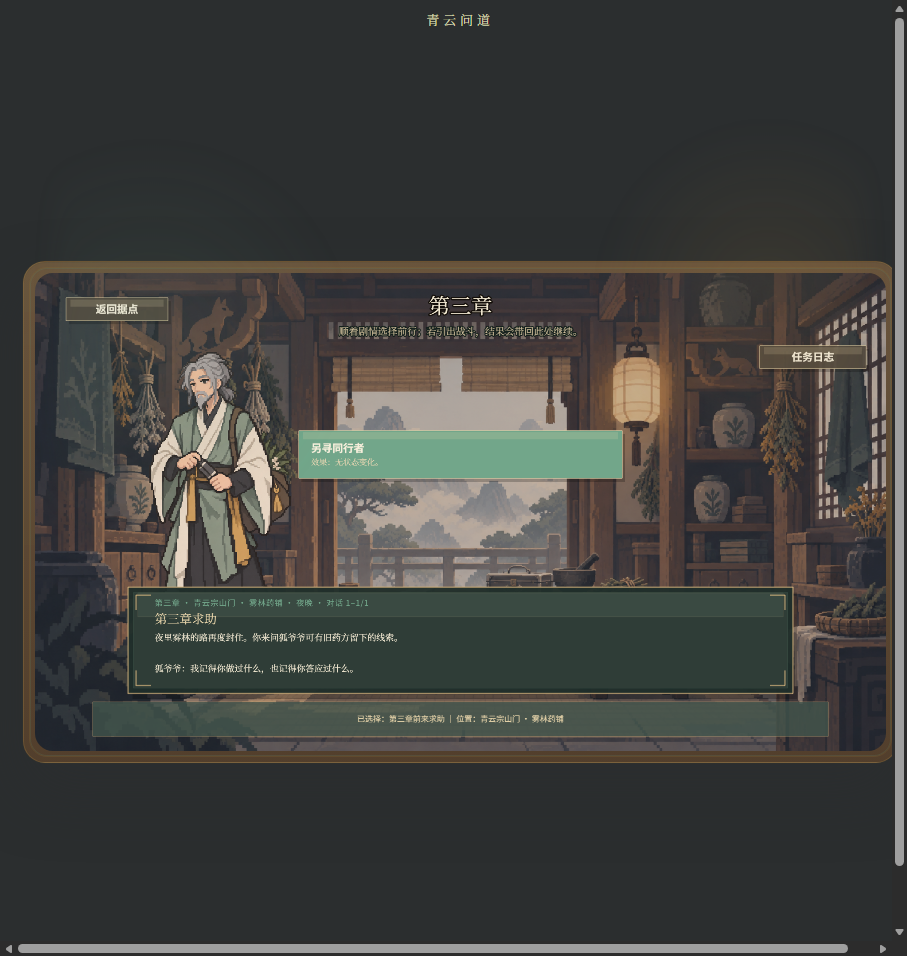 青云问道
返回据点
第三章
顺着剧情选择前行；若引出战斗，结果会带回此处继续。
任务日志
另寻同行者
效果：无状态变化。
第三章 · 青云宗山门 · 雾林药铺 · 夜晚 · 对话 1-1/1
第三章求助
夜里雾林的路再度封住。你来问狐爷爷可有旧药方留下的线索。
狐爷爷：我记得你做过什么，也记得你答应过什么。
已选择：第三章前来求助 | 位置：青云宗山门 · 雾林药铺